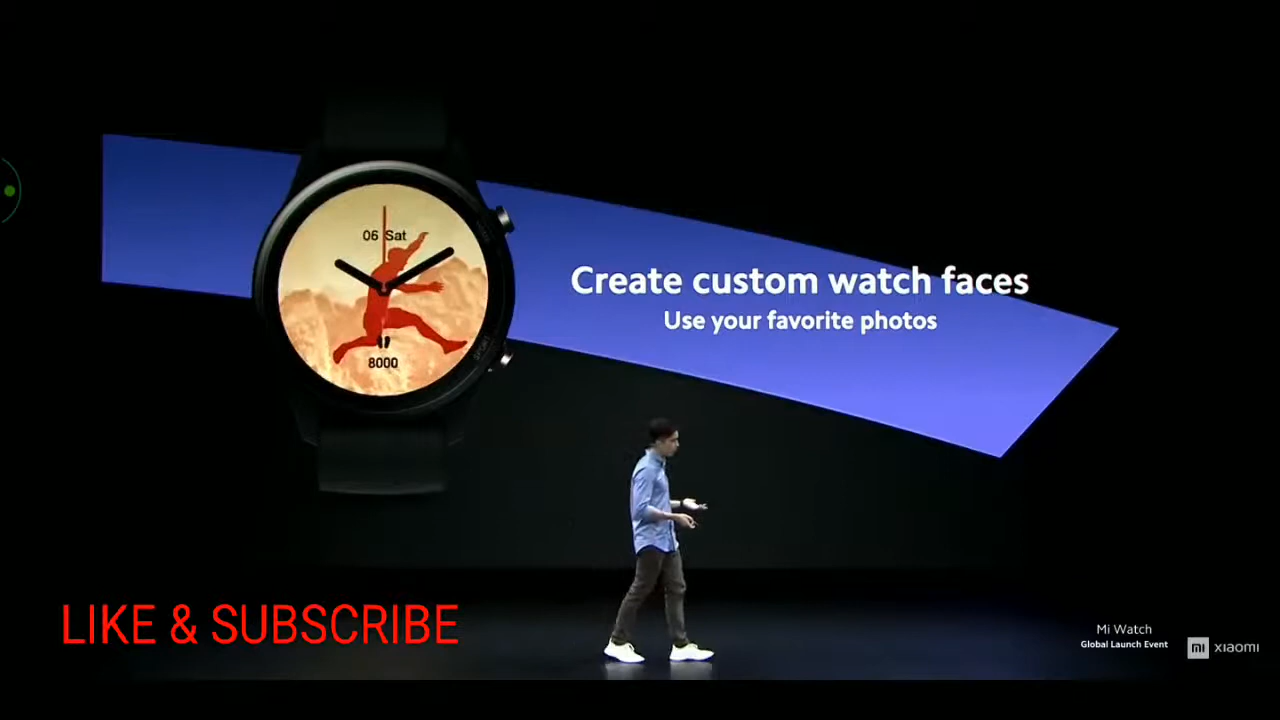 06 Sat
8000
Create custom watch faces
Use your favorite photos
LIKE & SUBSCRIBE
Mi Watch
Global Launch Event
mi xiaomi